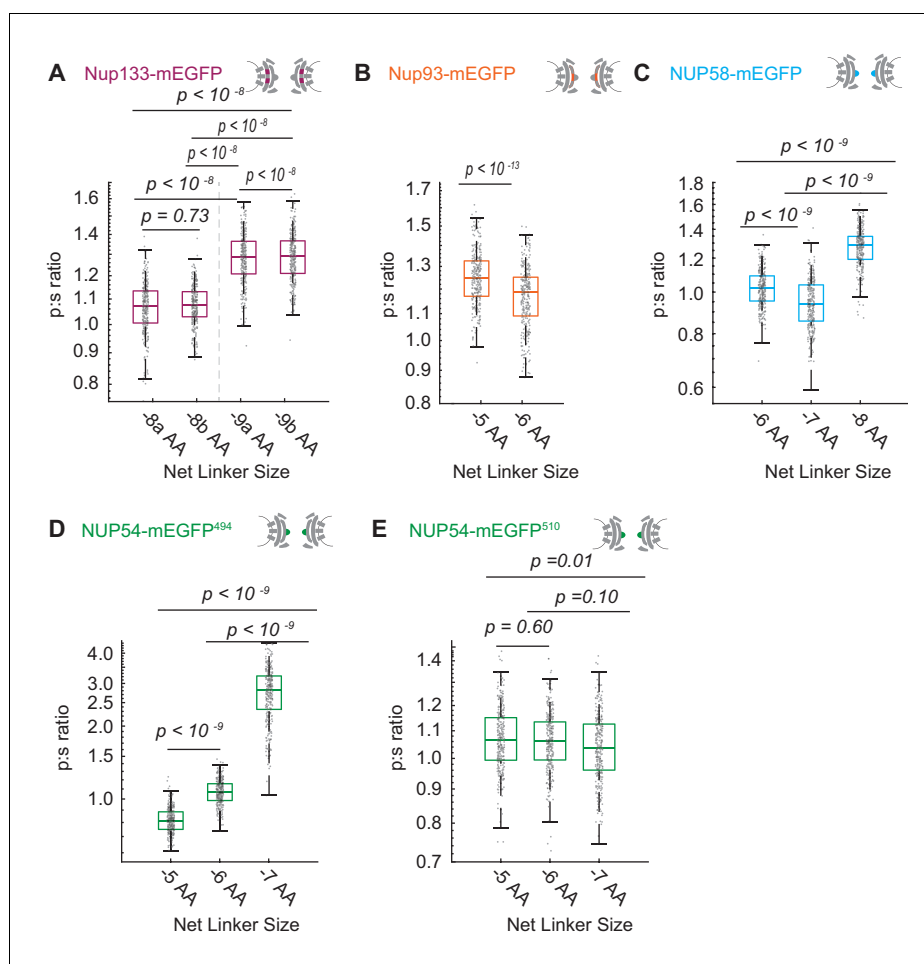 A Nup133-mEGFP
p < 10 -8
p < 10 -8
p < 10 -8
p < 10 -8
p < 10 -8
p = 0.73
p:s ratio
1.6
1.4
1.2
1.1
1.0
0.9
0.8
-8a AA
-8b AA
-9a AA
-9b AA
Net Linker Size
B Nup93-mEGFP
p < 10 -13
p:s ratio
1.7
1.5
1.3
1.1
1.0
0.8
-5 AA
-6 AA
Net Linker Size
C NUP58-mEGFP
p < 10 -9
p < 10 -9
p < 10 -9
p:s ratio
1.8
1.6
1.4
1.2
1.0
0.8
0.6
-6 AA
-7 AA
-8 AA
Net Linker Size
D NUP54-mEGFP494
p < 10 -9
p < 10 -9
p < 10 -9
p:s ratio
4.0
3.0
2.5
2.0
1.5
1.0
-5 AA
-6 AA
-7 AA
Net Linker Size
E NUP54-mEGFP510
p =0.01
p =0.10
p = 0.60
p:s ratio
1.4
1.2
1.1
1.0
0.9
0.8
0.7
-5 AA
-6 AA
-7 AA
Net Linker Size